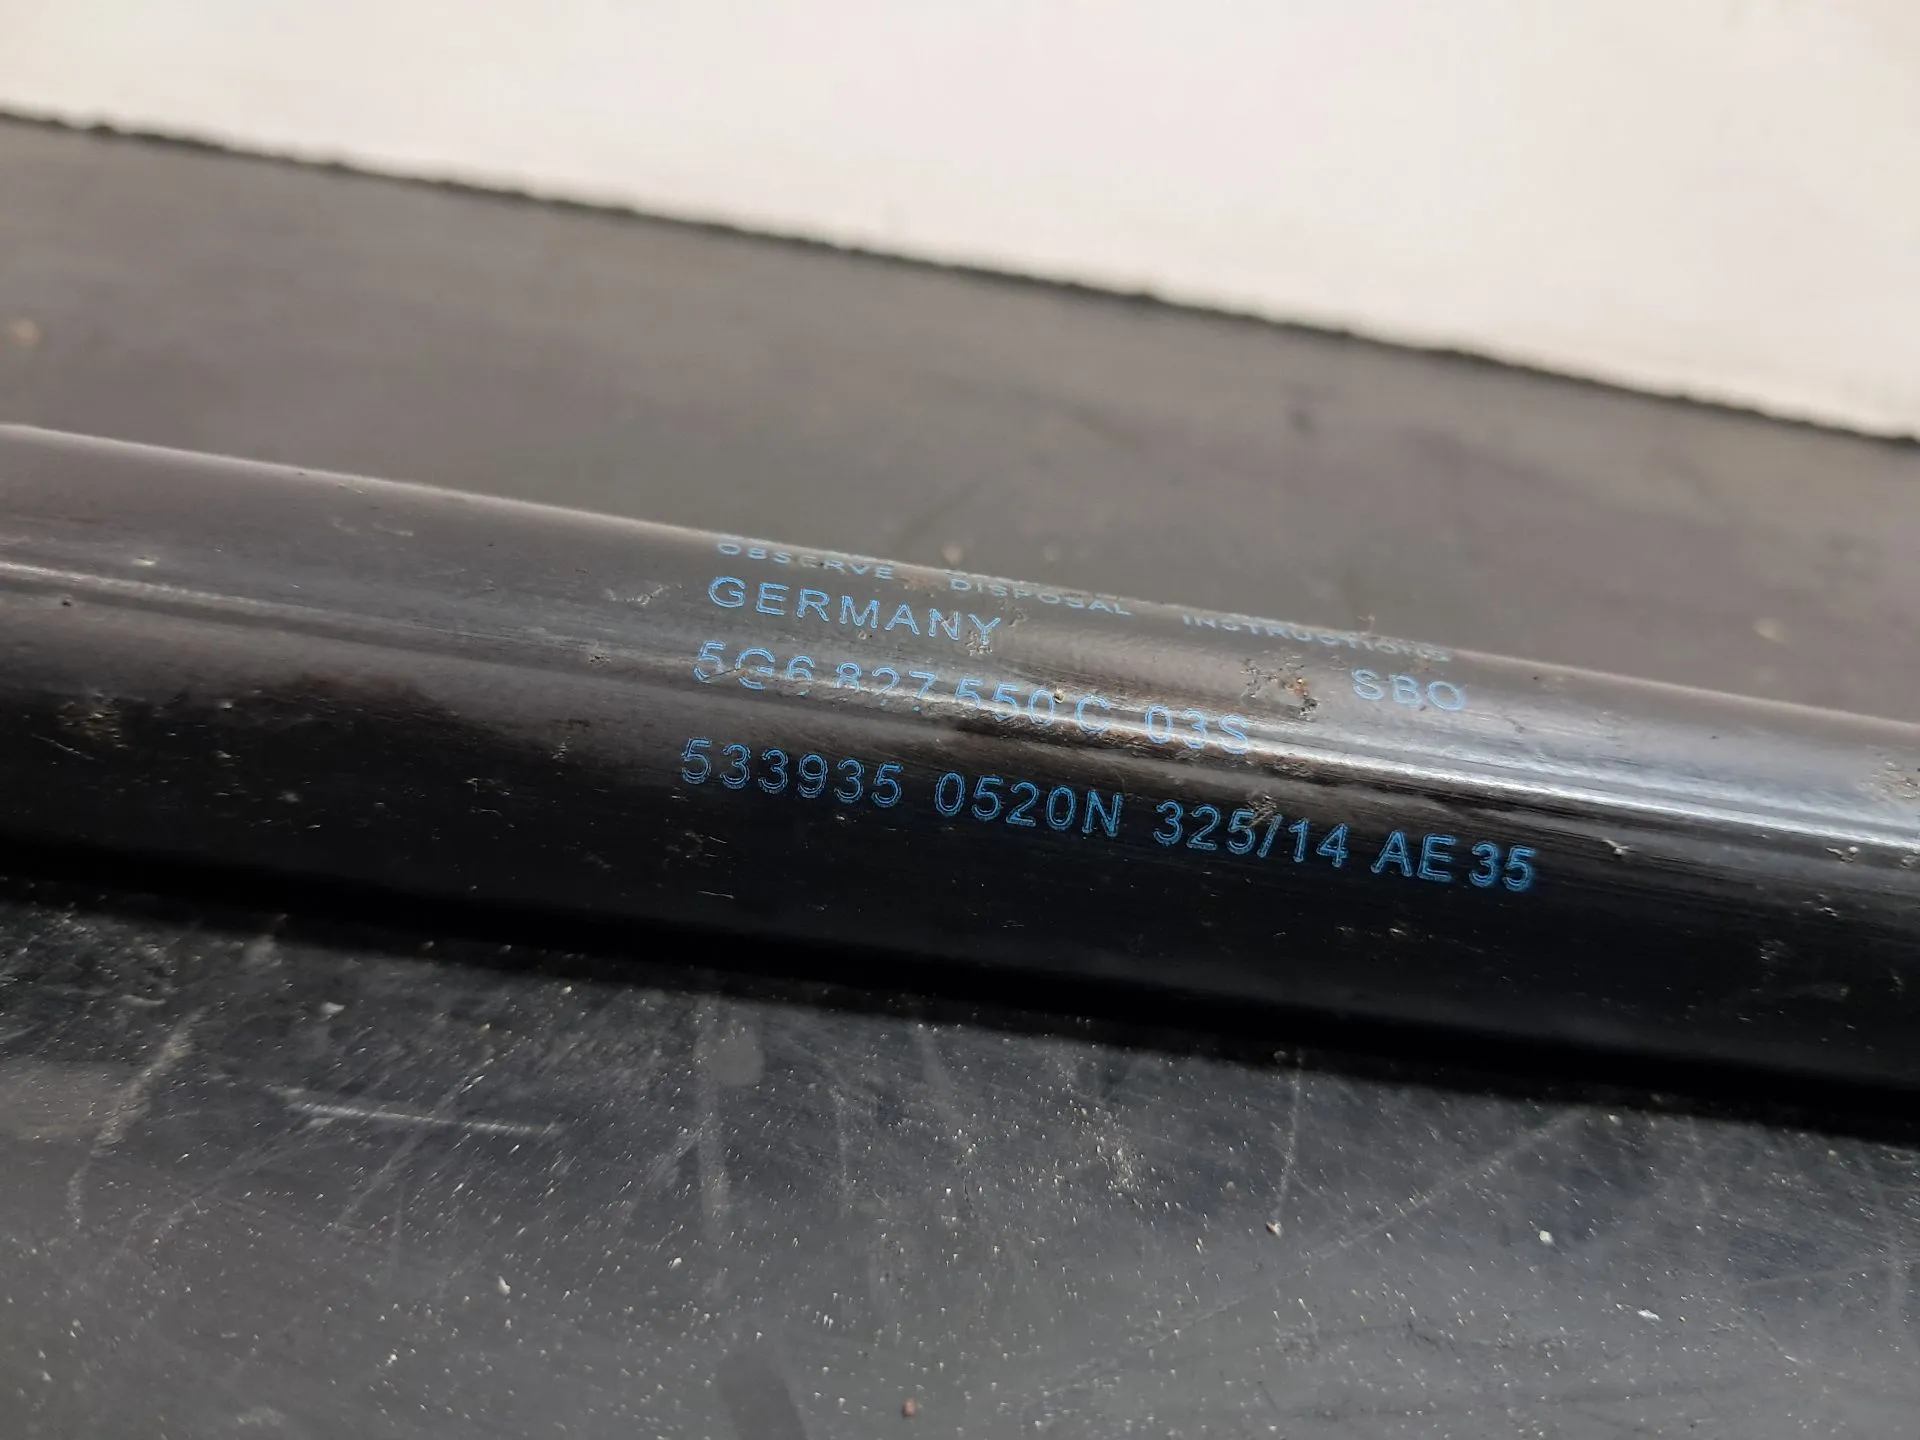 OBSERVE DISPOSAL INSTRUCTIONS
GERMANY SBO
5G6 827 550 C 03S
533935 0520N 325/14 AE 35